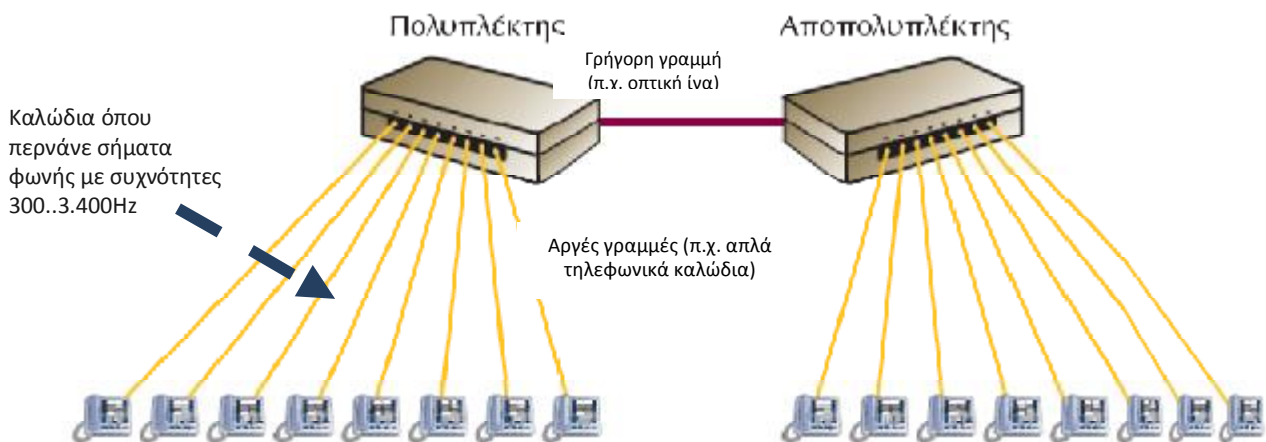 Πολυπλέκτης
Αποπολυπλέκτης
Γρήγορη γραμμή
(π.χ. οπτική ίνα)
Καλώδια όπου
περνάνε σήματα
φωνής με συχνότητες
300..3.400Hz
Αργές γραμμές (π.χ. απλά
τηλεφωνικά καλώδια)